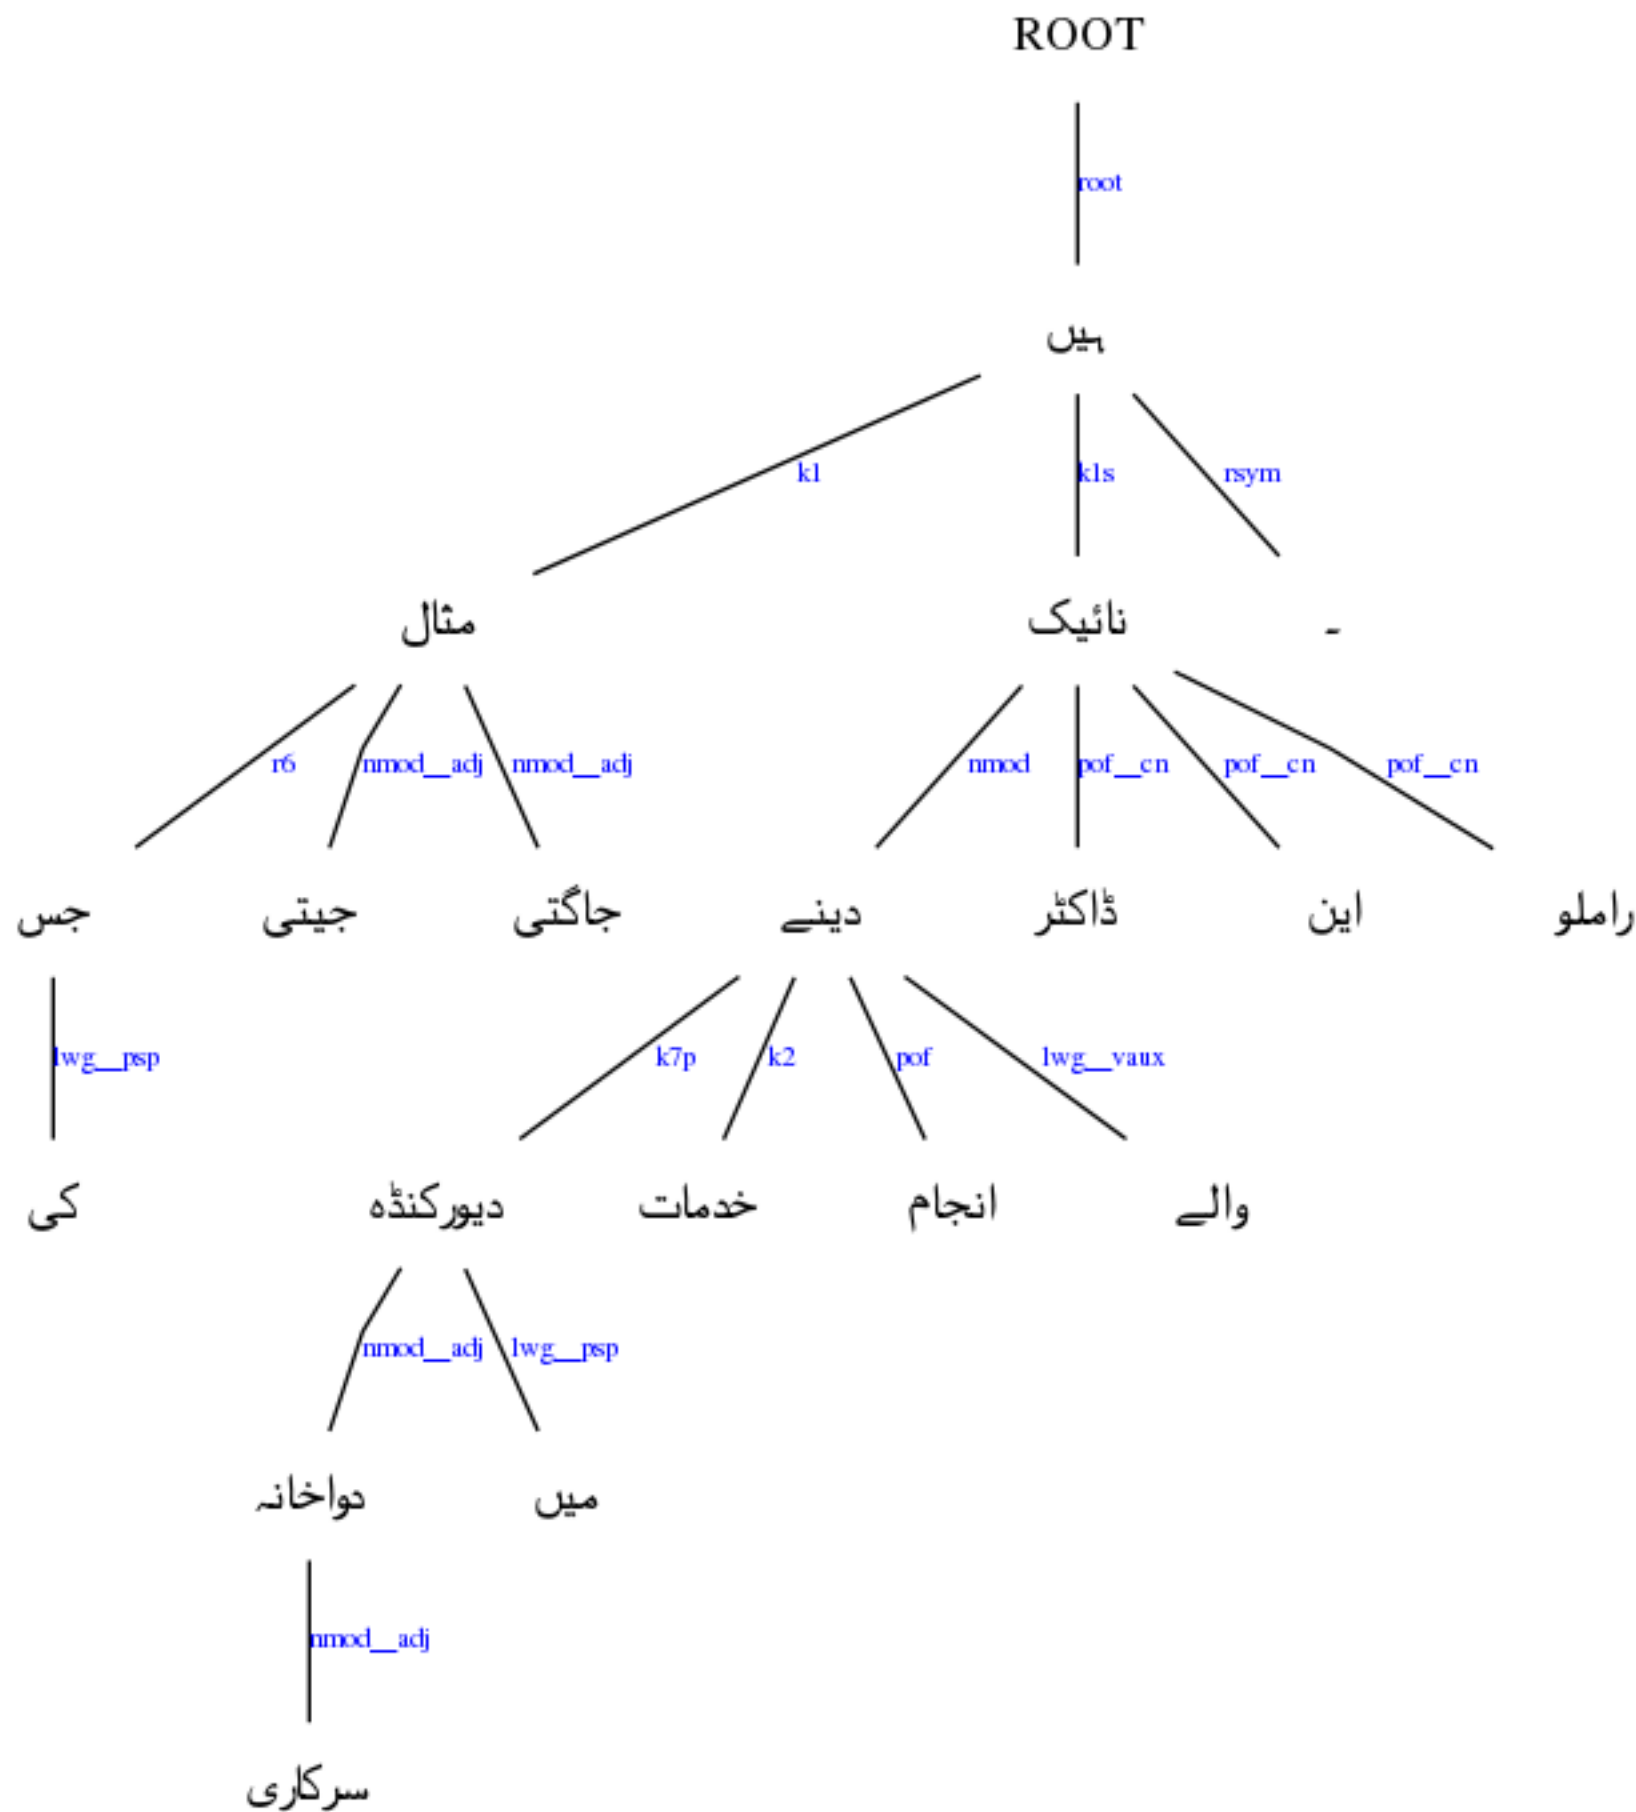 ROOT
root
ہیں
k1 k1s rsym
مثال نائیک ۔
r6 nmod__adj nmod__adj nmod pof__cn pof__cn pof__cn
جس جیتی جاگتی دینے ڈاکٹر این راملو
lwg__psp k7p k2 pof lwg__vaux
کی دیورکنڈہ خدمات انجام والے
nmod__adj lwg__psp
دواخانہ میں
nmod__adj
سرکاری